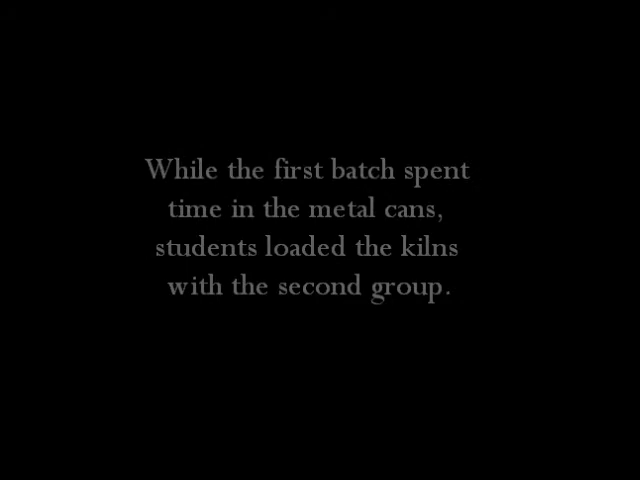 While the first batch spent
time in the metal cans,
students loaded the kilns
with the second group.